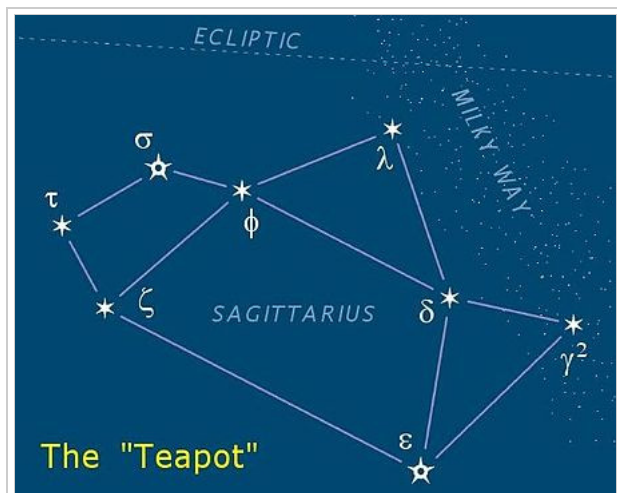 ECLIPTIC
MILKY WAY
σ
λ
τ
ϕ
ζ
SAGITTARIUS
δ
γ²
ε
The "Teapot"